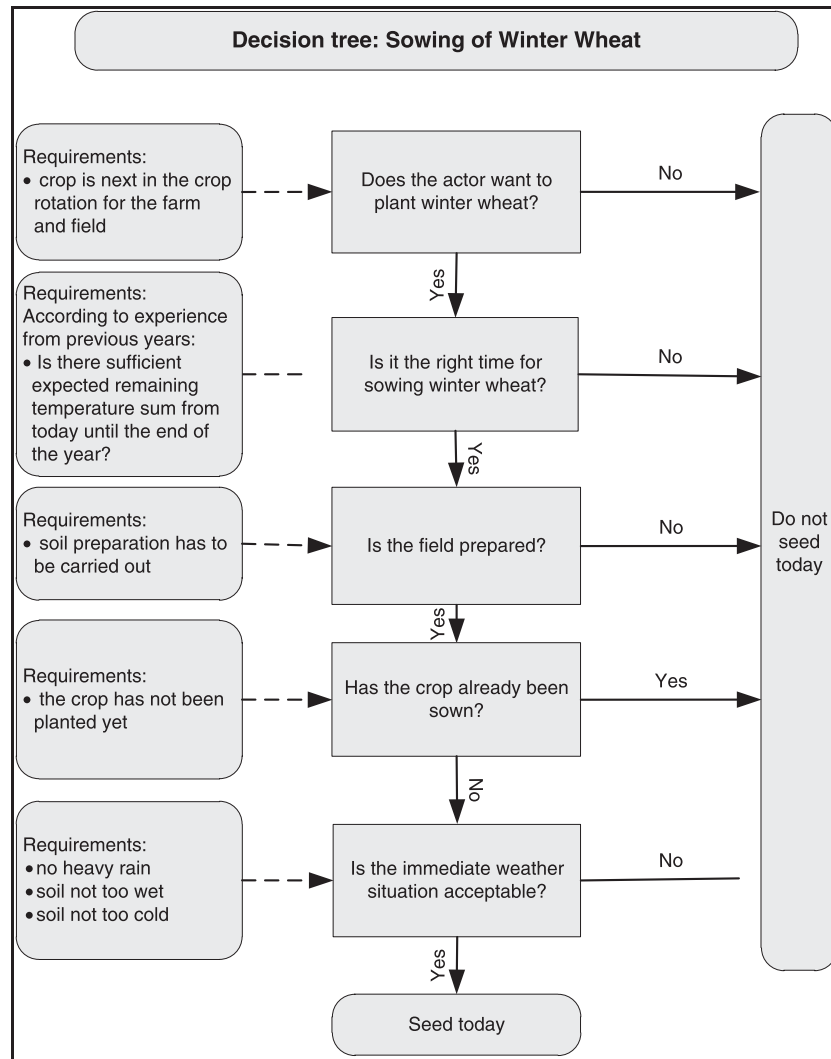 Decision tree: Sowing of Winter Wheat
Requirements:
• crop is next in the crop
rotation for the farm
and field
Does the actor want to
plant winter wheat?
No
Yes
Requirements:
According to experience
from previous years:
• Is there sufficient
expected remaining
temperature sum from
today until the end of
the year?
Is it the right time for
sowing winter wheat?
No
Yes
Requirements:
• soil preparation has to
be carried out
Is the field prepared?
No
Do not
seed
today
Yes
Requirements:
• the crop has not been
planted yet
Has the crop already been
sown?
Yes
No
Requirements:
• no heavy rain
• soil not too wet
• soil not too cold
Is the immediate weather
situation acceptable?
No
Yes
Seed today